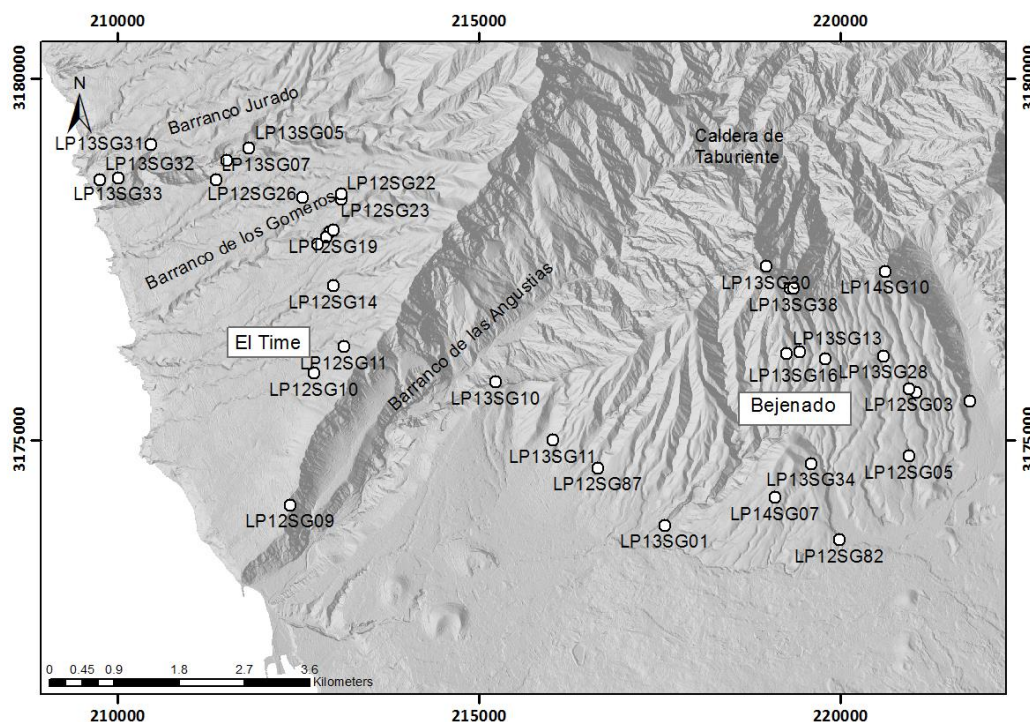 210000
215000
220000
3180000
3180000
N
Barranco Jurado
LP13SG05
LP13SG31
LP13SG32
LP13SG07
LP13SG33
LP12SG26
LP12SG22
LP12SG23
Barranco de los Gomeros
LP12SG19
LP12SG14
Caldera de
Taburiente
LP13SG30
LP14SG10
LP13SG38
El Time
LP12SG11
LP12SG10
Barranco de las Angustias
LP13SG13
LP13SG16
LP13SG28
LP13SG10
LP12SG03
Bejenado
3175000
3175000
LP13SG11
LP12SG87
LP12SG05
LP13SG34
LP14SG07
LP12SG09
LP13SG01
LP12SG82
0 0.45 0.9 1.8 2.7 3.6
Kilometers
210000
215000
220000